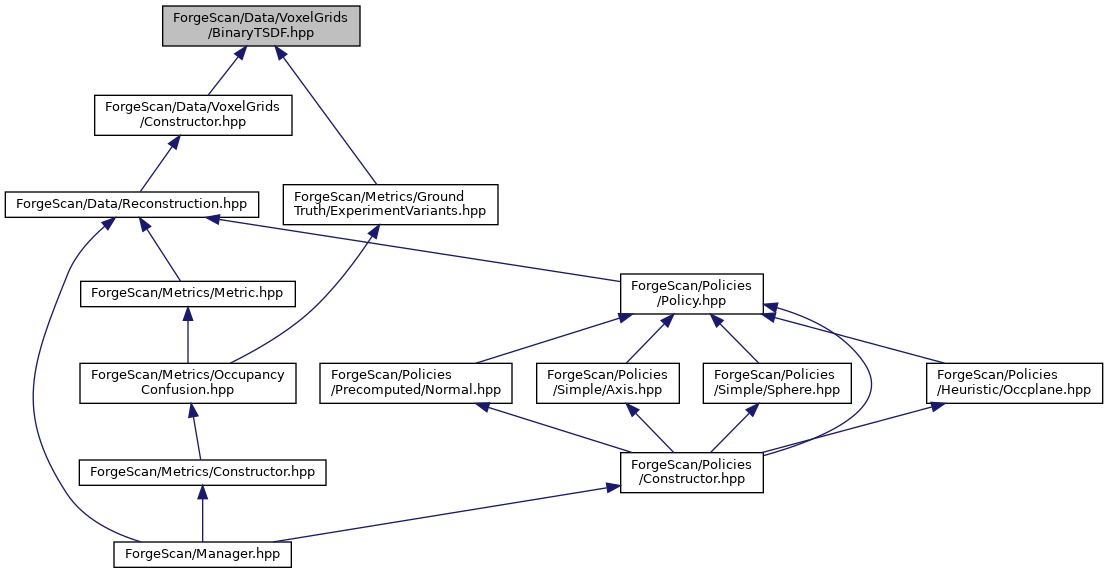 ForgeScan/Data/VoxelGrids
/BinaryTSDF.hpp
ForgeScan/Data/VoxelGrids
/Constructor.hpp
ForgeScan/Data/Reconstruction.hpp
ForgeScan/Metrics/Ground
Truth/ExperimentVariants.hpp
ForgeScan/Metrics/Metric.hpp
ForgeScan/Policies
/Policy.hpp
ForgeScan/Metrics/Occupancy
Confusion.hpp
ForgeScan/Policies
/Precomputed/Normal.hpp
ForgeScan/Policies
/Simple/Axis.hpp
ForgeScan/Policies
/Simple/Sphere.hpp
ForgeScan/Policies
/Heuristic/Occplane.hpp
ForgeScan/Metrics/Constructor.hpp
ForgeScan/Policies
/Constructor.hpp
ForgeScan/Manager.hpp